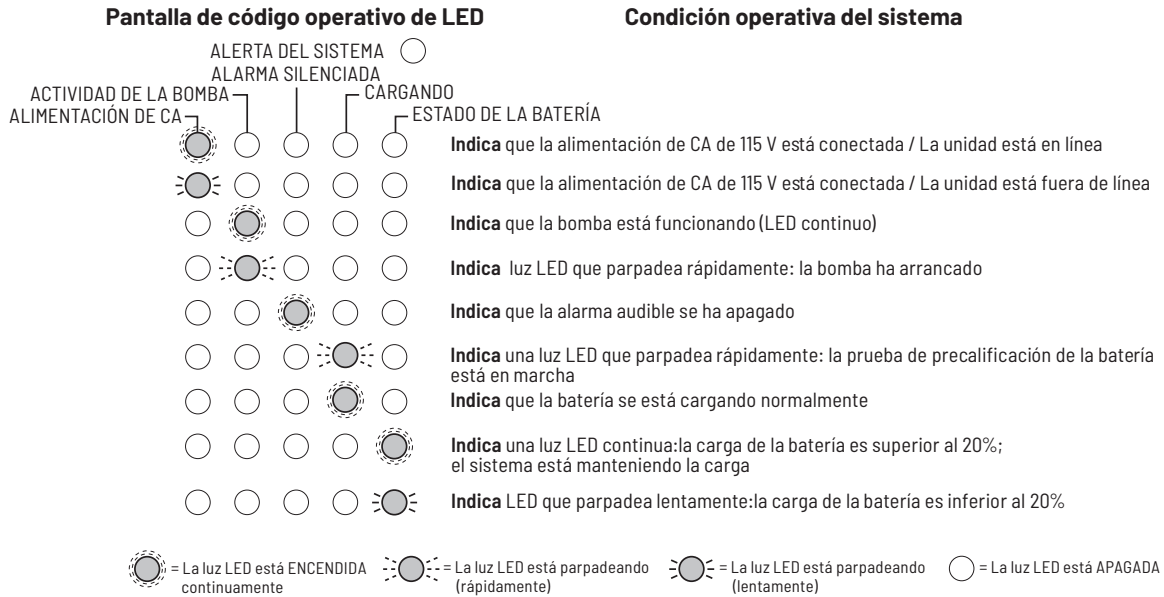 Pantalla de código operativo de LED
Condición operativa del sistema
ALERTA DEL SISTEMA
ALARMA SILENCIADA
ACTIVIDAD DE LA BOMBA
CARGANDO
ALIMENTACIÓN DE CA
ESTADO DE LA BATERÍA
Indica que la alimentación de CA de 115 V está conectada / La unidad está en línea
Indica que la alimentación de CA de 115 V está conectada / La unidad está fuera de línea
Indica que la bomba está funcionando (LED continuo)
Indica luz LED que parpadea rápidamente: la bomba ha arrancado
Indica que la alarma audible se ha apagado
Indica una luz LED que parpadea rápidamente: la prueba de precalificación de la batería
está en marcha
Indica que la batería se está cargando normalmente
Indica una luz LED continua:la carga de la batería es superior al 20%;
el sistema está manteniendo la carga
Indica LED que parpadea lentamente:la carga de la batería es inferior al 20%
= La luz LED está ENCENDIDA
continuamente
= La luz LED está parpadeando
(rápidamente)
= La luz LED está parpadeando
(lentamente)
= La luz LED está APAGADA